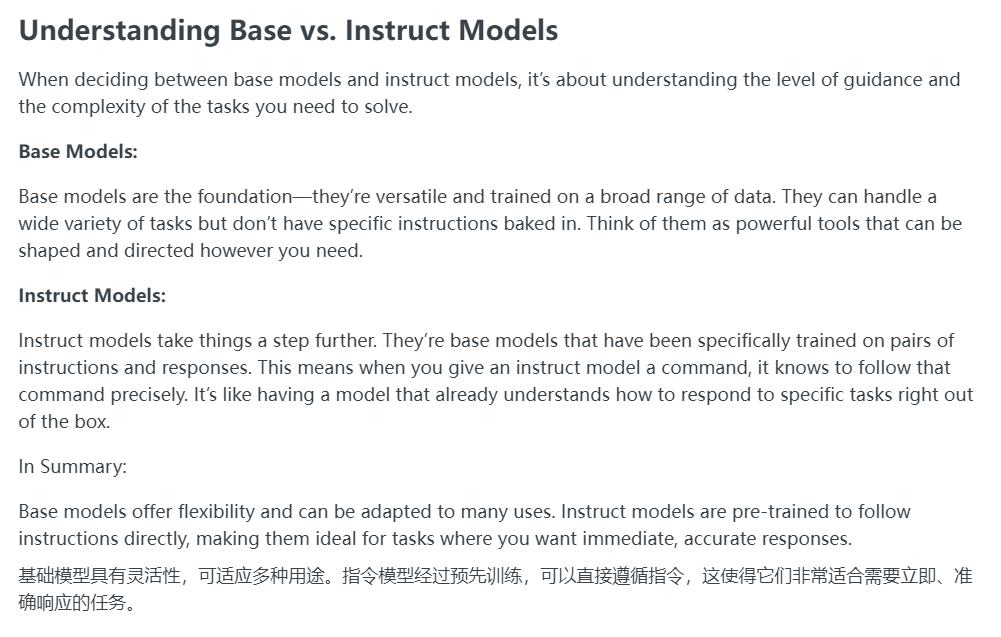 Understanding Base vs. Instruct Models
When deciding between base models and instruct models, it’s about understanding the level of guidance and
the complexity of the tasks you need to solve.
Base Models:
Base models are the foundation—they’re versatile and trained on a broad range of data. They can handle a
wide variety of tasks but don’t have specific instructions baked in. Think of them as powerful tools that can be
shaped and directed however you need.
Instruct Models:
Instruct models take things a step further. They’re base models that have been specifically trained on pairs of
instructions and responses. This means when you give an instruct model a command, it knows to follow that
command precisely. It’s like having a model that already understands how to respond to specific tasks right out
of the box.
In Summary:
Base models offer flexibility and can be adapted to many uses. Instruct models are pre-trained to follow
instructions directly, making them ideal for tasks where you want immediate, accurate responses.
基础模型具有灵活性，可适应多种用途。指令模型经过预先训练，可以直接遵循指令，这使得它们非常适合需要立即、准
确响应的任务。